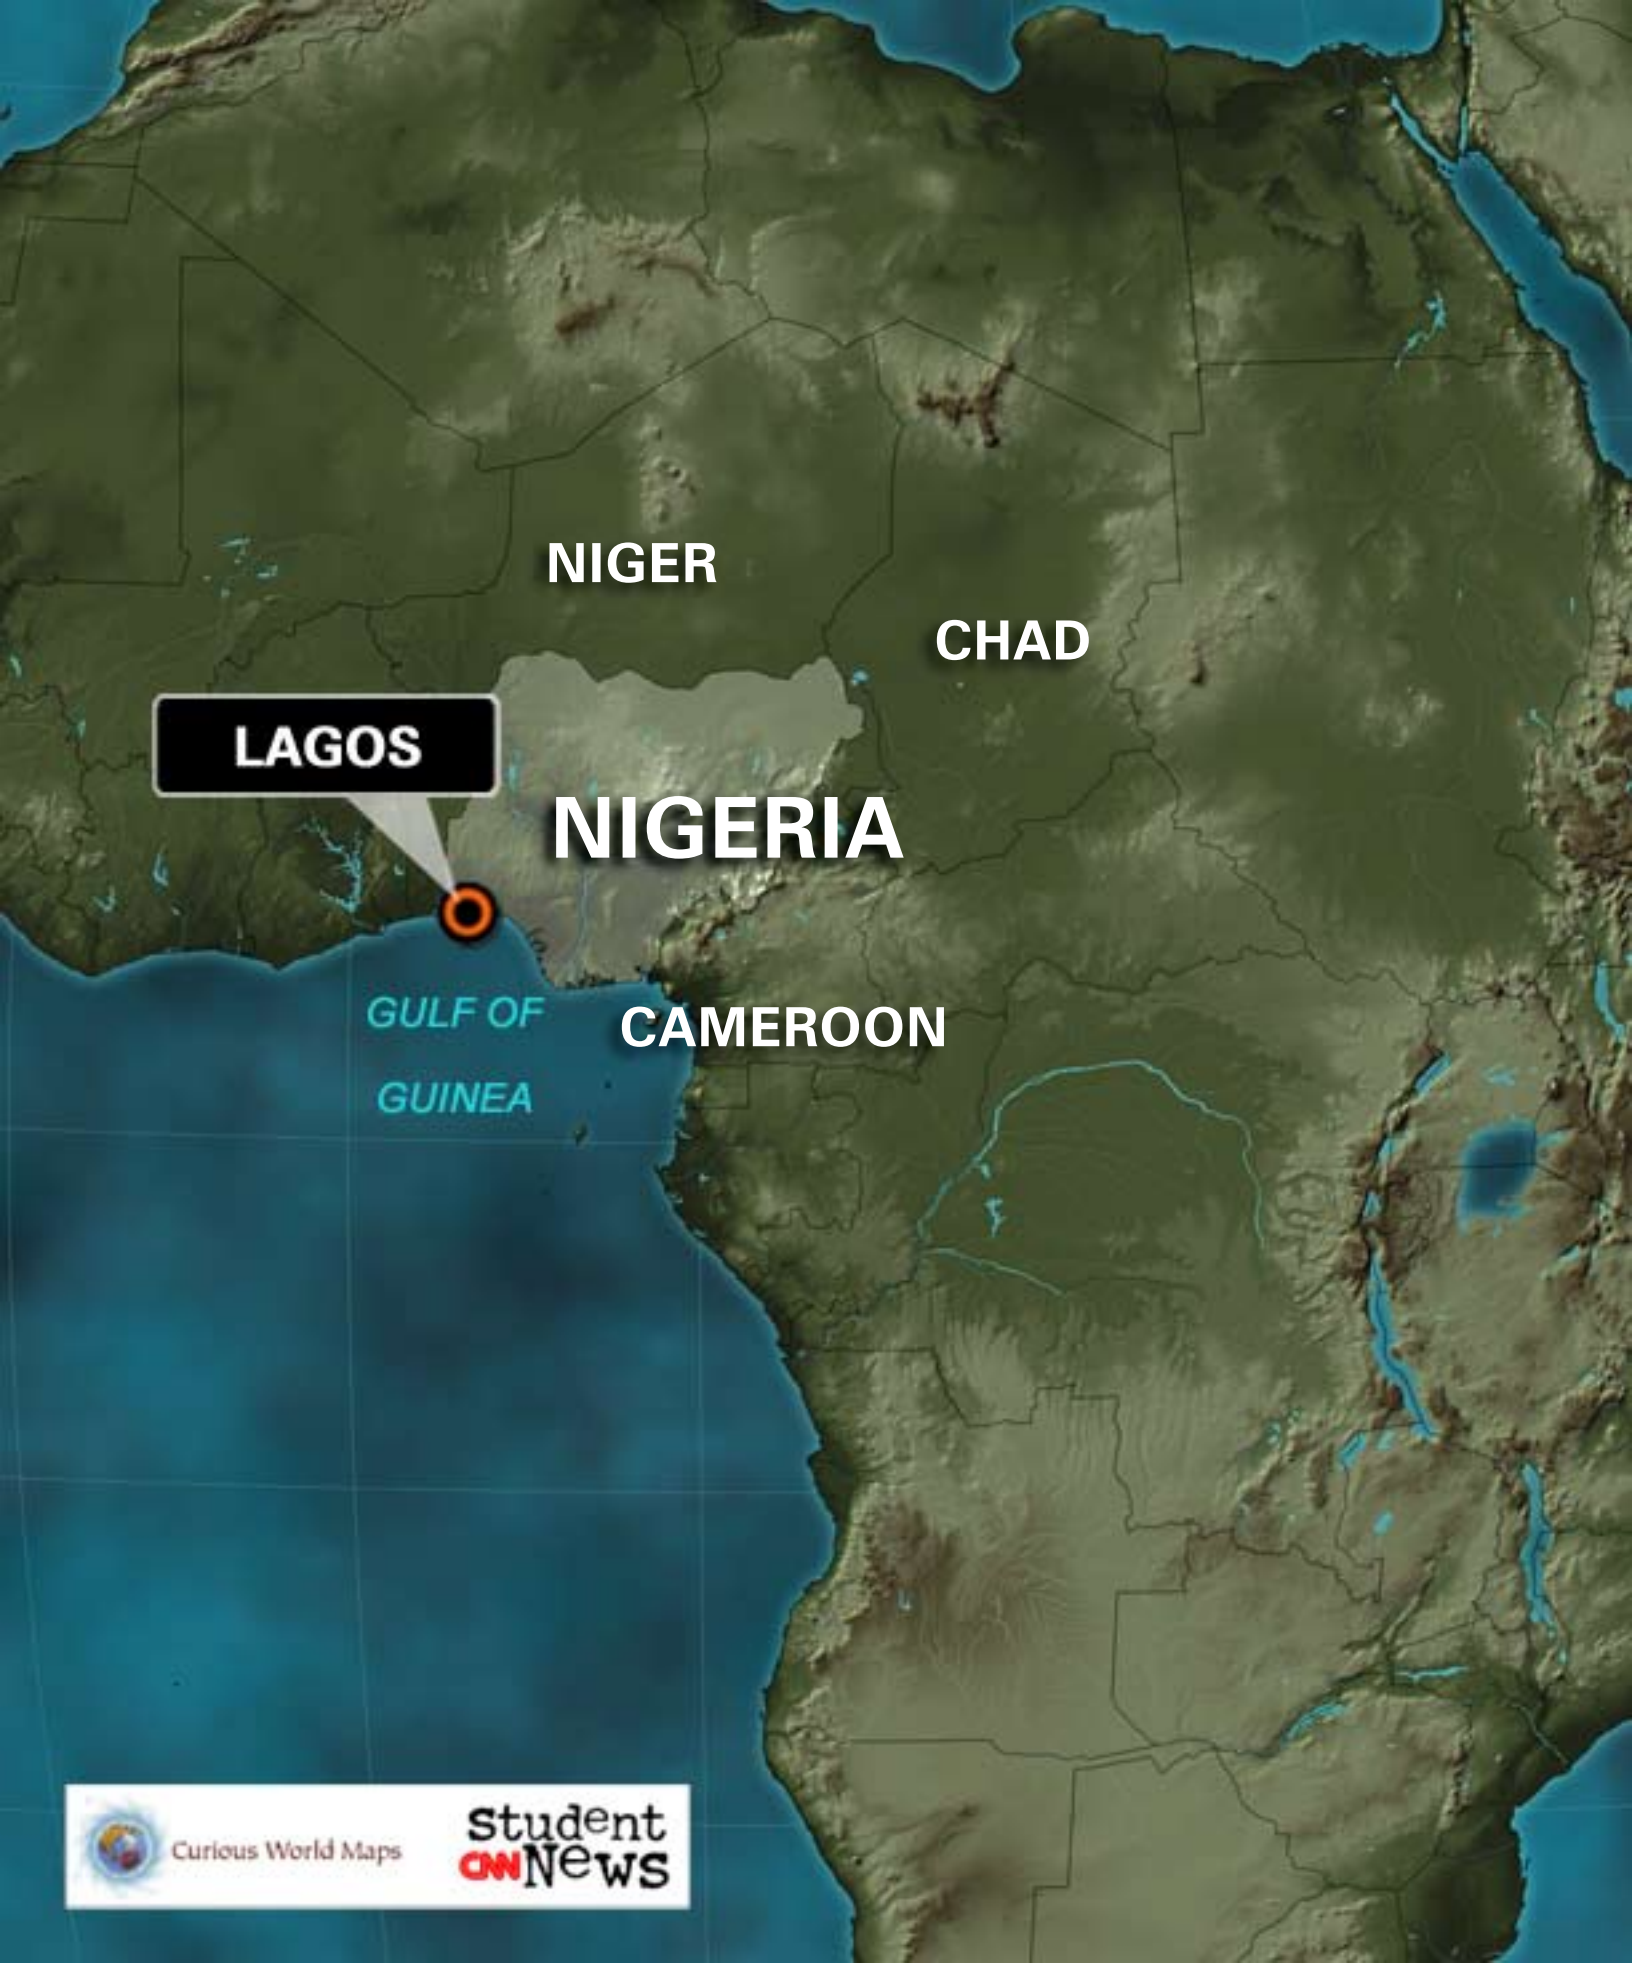 NIGER
CHAD
LAGOS
NIGERIA
GULF OF
GUINEA
CAMEROON
Curious World Maps
Student
CNN News